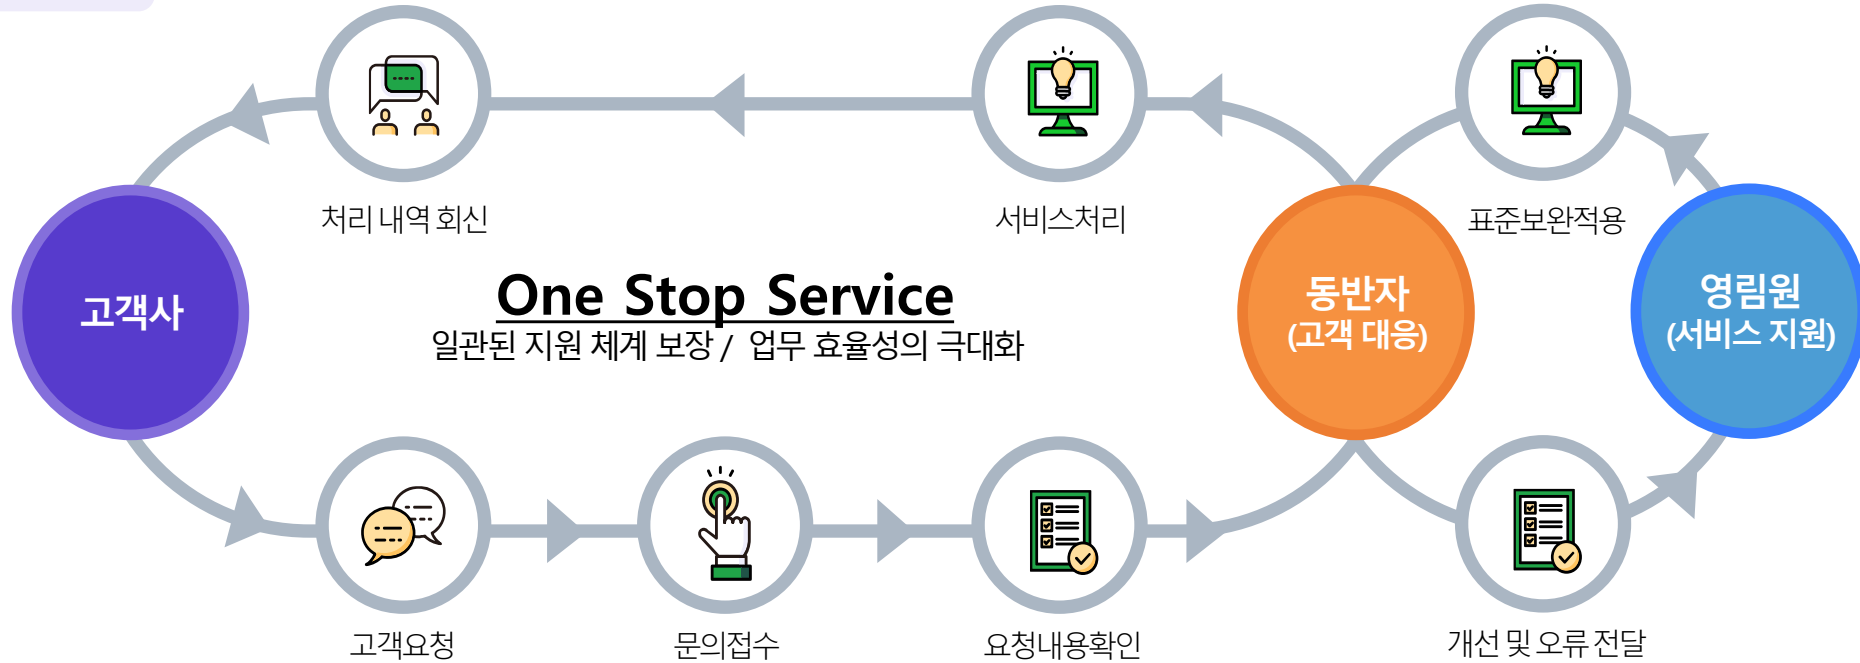 처리 내역 회신
서비스처리
표준보완적용
고객사
One Stop Service
일관된 지원 체계 보장 / 업무 효율성의 극대화
동반자
(고객 대응)
영림원
(서비스 지원)
고객요청
문의접수
요청내용확인
개선 및 오류 전달